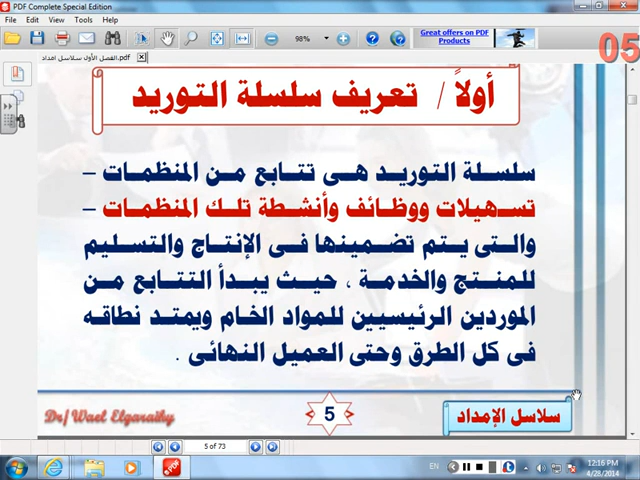 PDF Complete Special Edition
File Edit View Tools Help
98%
Great offers on PDF Products
05
الفصل الأول سلاسل امداد.pdf
أولاً / تعريف سلسلة التوريد
سلسلة التوريد هى تتابع من المنظمات –
تسهيلات ووظائف وأنشطة تلك المنظمات –
والتى يتم تضمينها فى الإنتاج والتسليم
للمنتج والخدمة ، حيث يبدأ التتابع من
الموردين الرئيسيين للمواد الخام ويمتد نطاقه
فى كل الطرق وحتى العميل النهائى .
Dr/Wael Elgaraihy
5
سلاسل الإمداد
5 of 73
EN
12:16 PM
4/28/2014